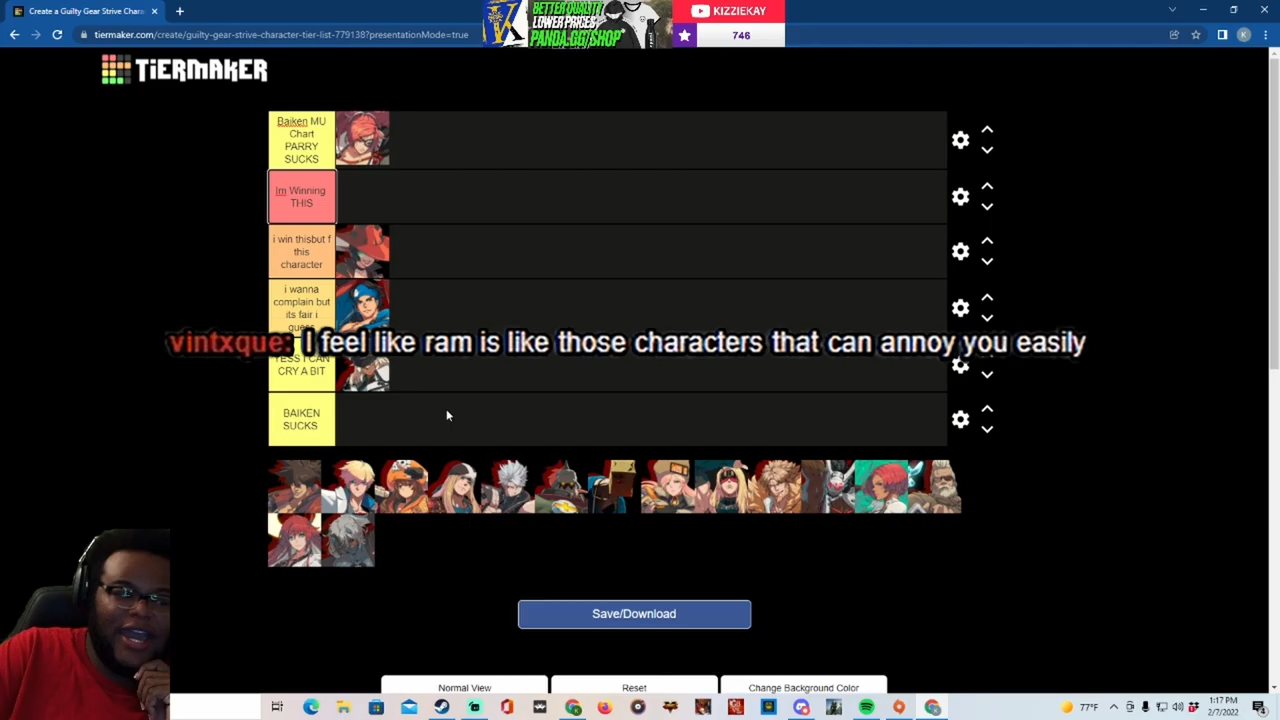 Create a Guilty Gear Strive Chara
tiermaker.com/create/guilty-gear-strive-character-tier-list-779138?presentationMode=true
BETTER QUALITY
LOWER PRICES
PANDA.GG/SHOP
KIZZIEKAY
746
TiERMAKER
Baiken MU
Chart
PARRY
SUCKS
Im Winning
THIS
i win thisbut f
this
character
i wanna
complain but
its fair i
guess
vintxque: I feel like ram is like those characters that can annoy you easily
YESS I CAN
CRY A BIT
BAIKEN
SUCKS
Save/Download
Normal View
Reset
Change Background Color
77°F
1:17 PM
2/7/2022